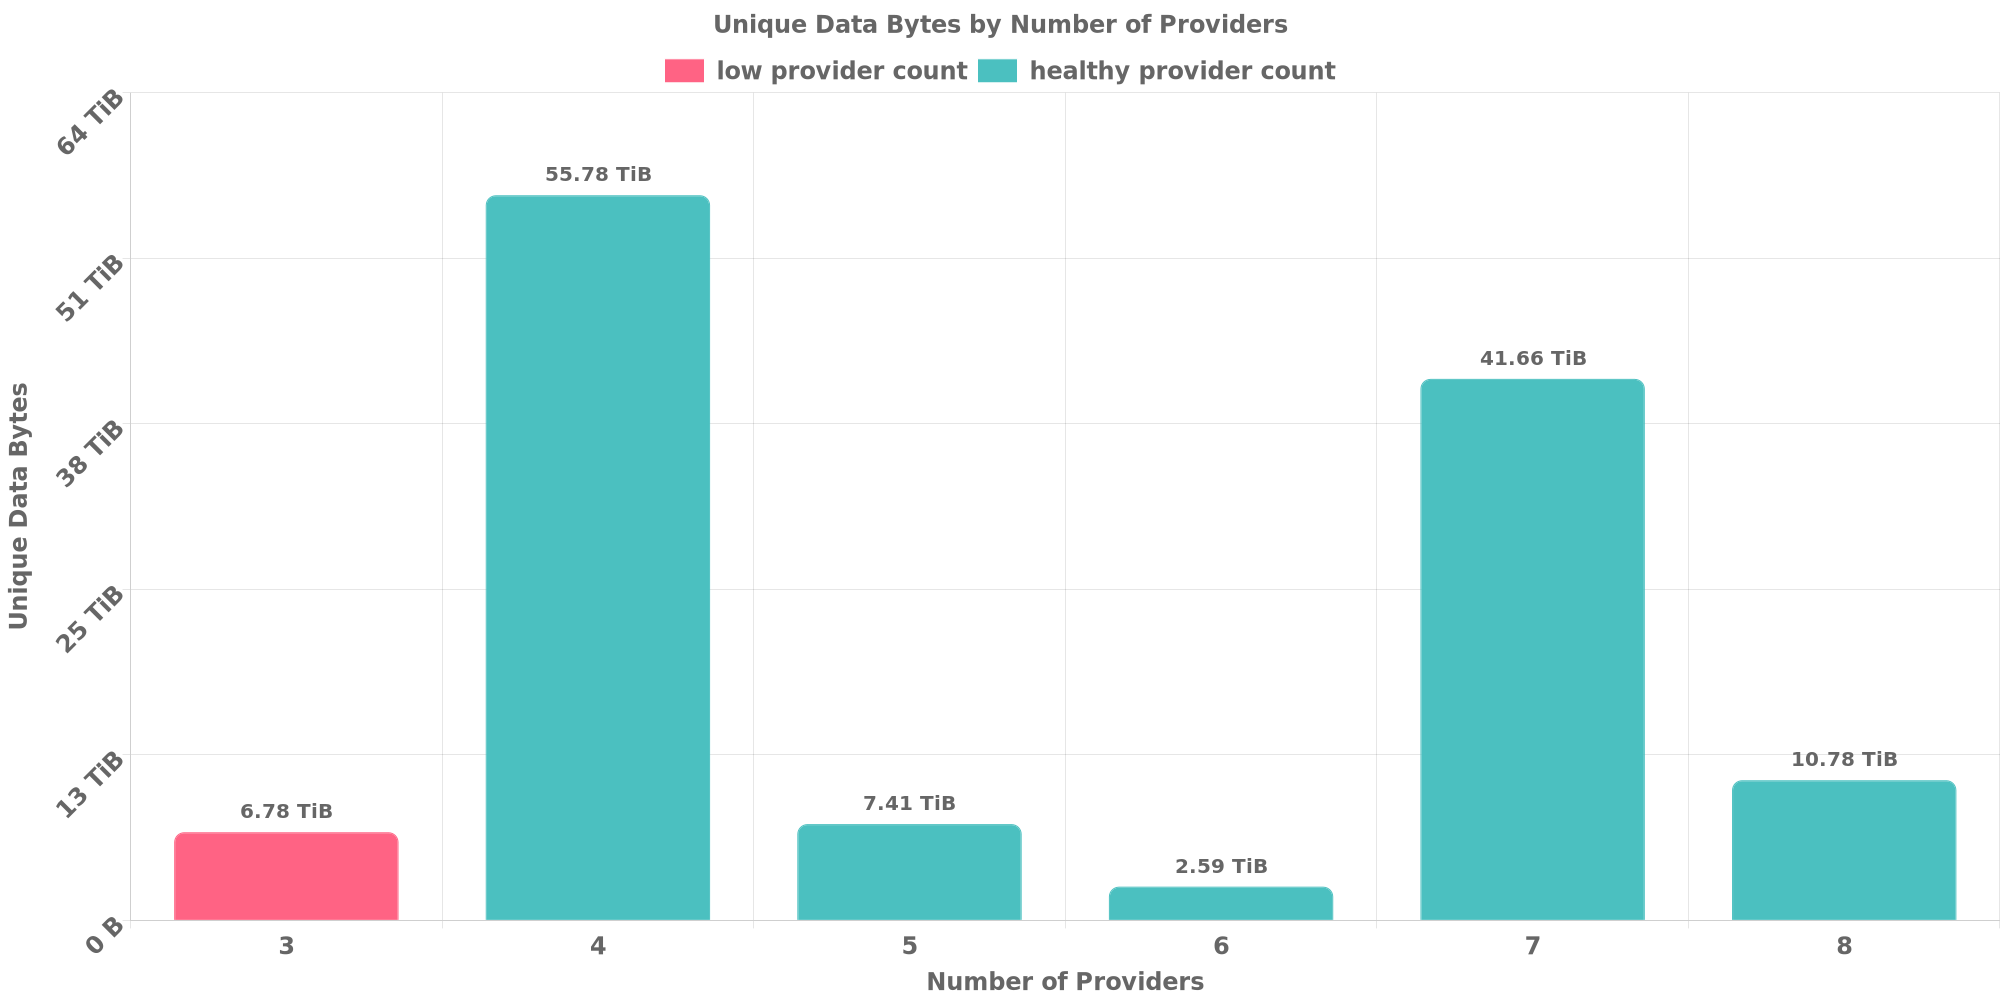 Unique Data Bytes by Number of Providers
low provider count
healthy provider count
64 TiB
51 TiB
38 TiB
25 TiB
13 TiB
0 B
Unique Data Bytes
6.78 TiB
55.78 TiB
7.41 TiB
2.59 TiB
41.66 TiB
10.78 TiB
3
4
5
6
7
8
Number of Providers